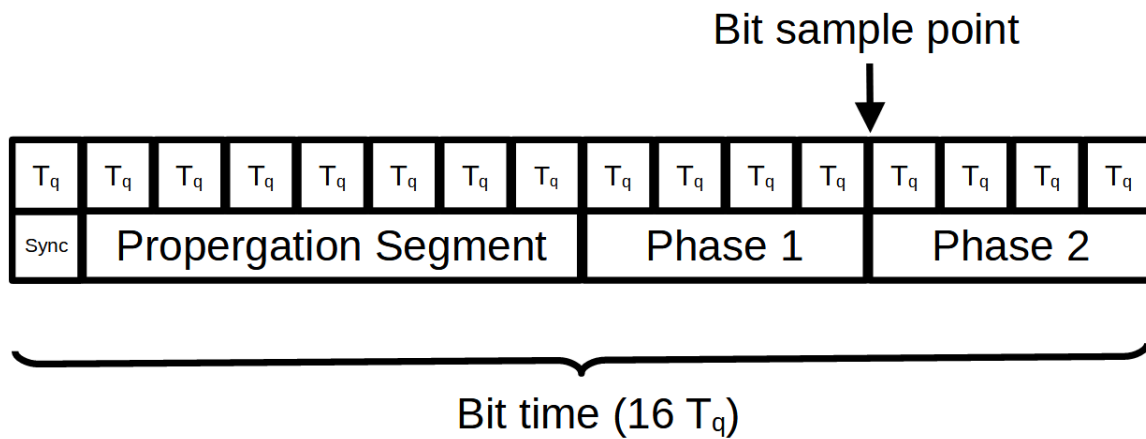 Bit sample point
Tq Tq Tq Tq Tq Tq Tq Tq Tq Tq Tq Tq Tq Tq Tq Tq
Sync Propergation Segment Phase 1 Phase 2
Bit time (16 Tq)